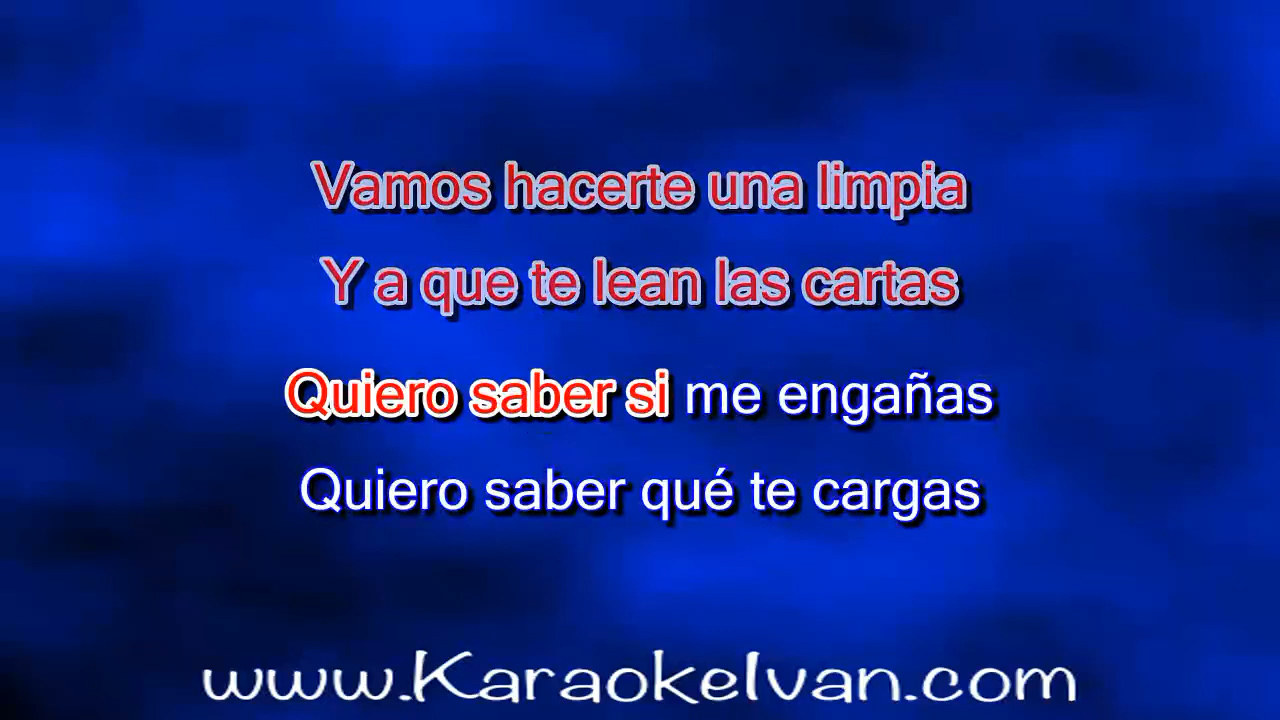 Vamos hacerte una limpia
Y a que te lean las cartas
Quiero saber si me engañas
Quiero saber qué te cargas
www.KaraokeIvan.com